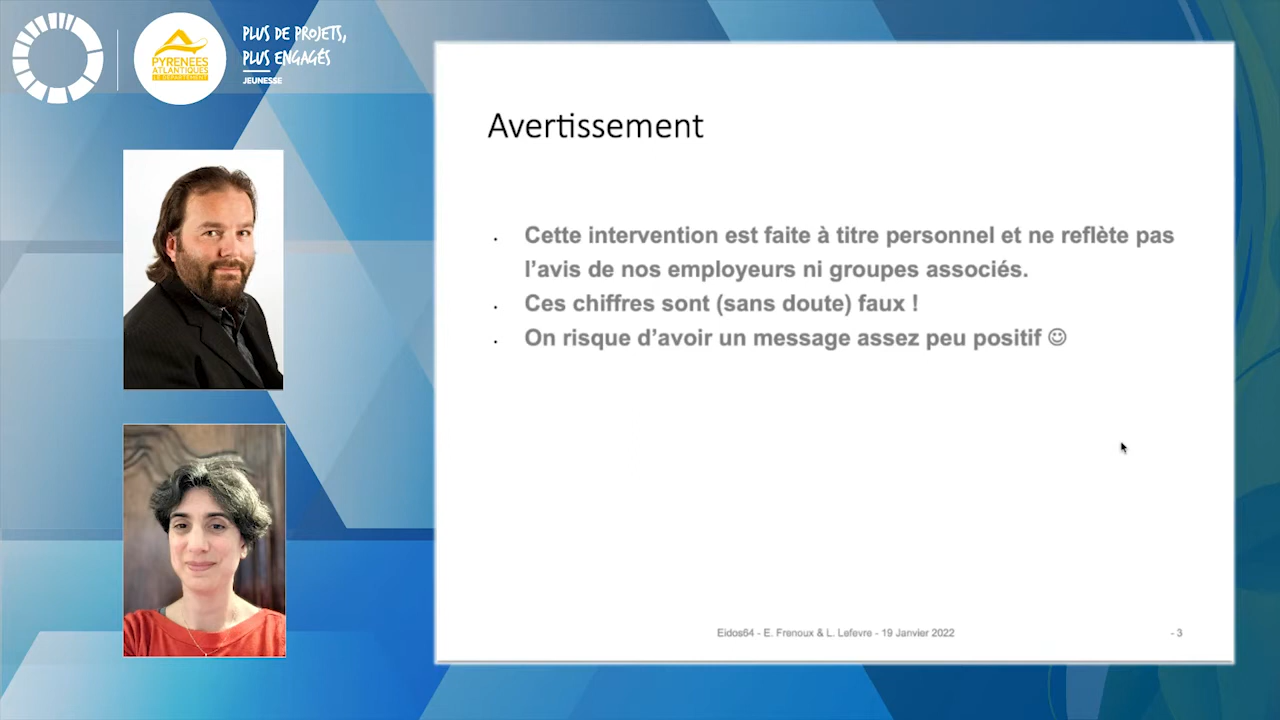 PLUS DE PROJETS,
PLUS ENGAGÉS
JEUNESSE
PYRENEES
ATLANTIQUES
LE DEPARTEMENT
Avertissement
Cette intervention est faite à titre personnel et ne reflète pas
l’avis de nos employeurs ni groupes associés.
Ces chiffres sont (sans doute) faux !
On risque d’avoir un message assez peu positif ☺
Eidos64 - E. Frenoux & L. Lefevre - 19 Janvier 2022
- 3